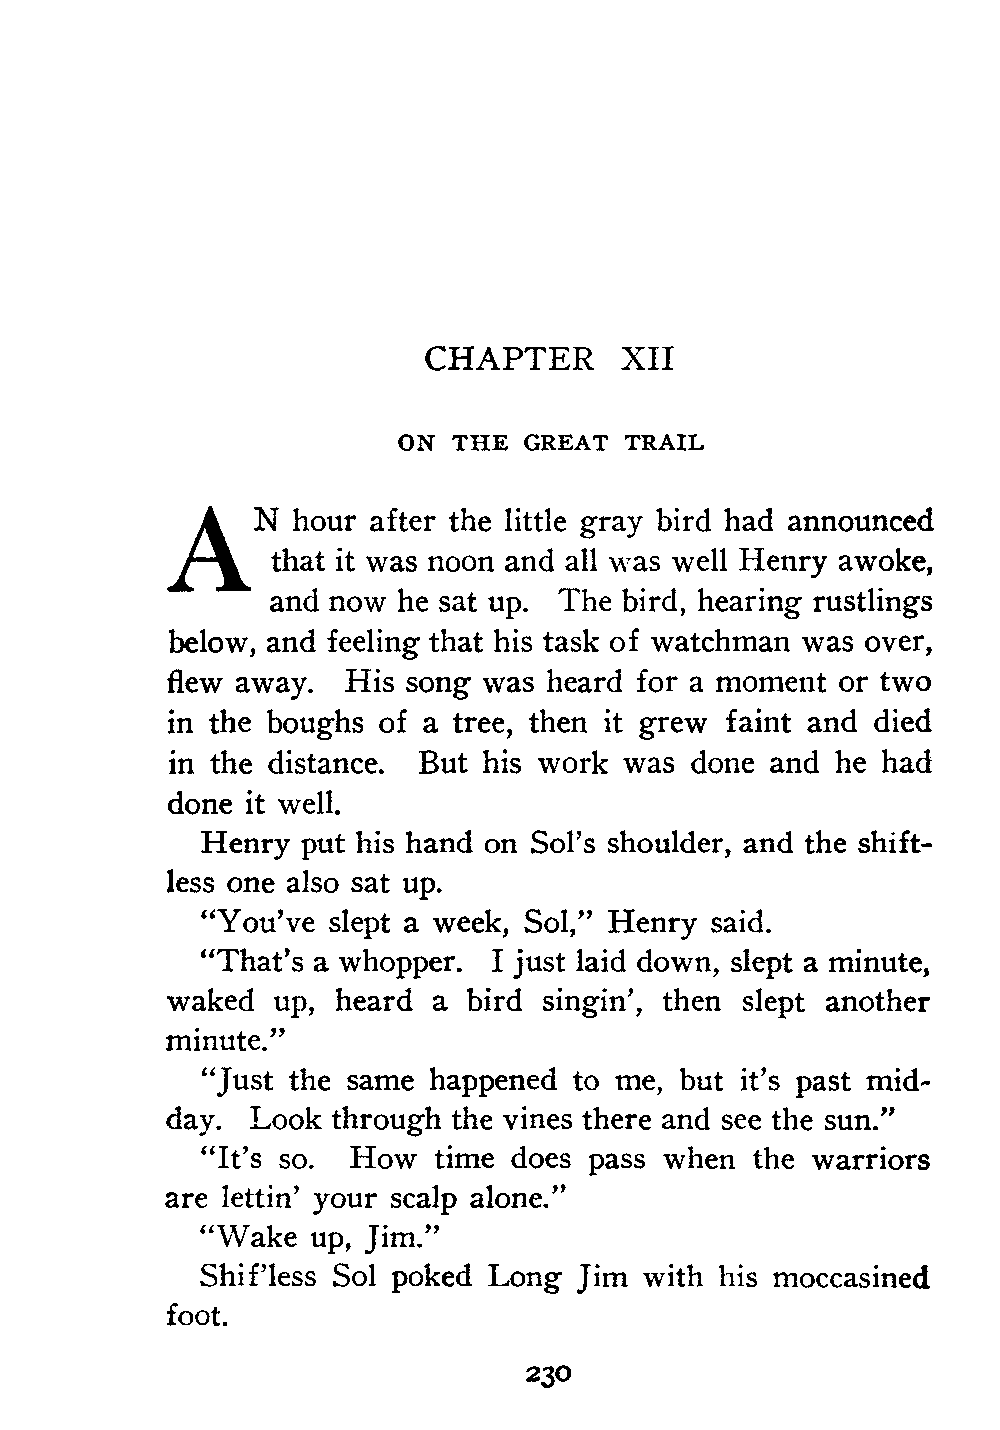 CHAPTER XII
ON THE GREAT TRAIL
AN hour after the little gray bird had announced
that it was noon and all was well Henry awoke,
and now he sat up. The bird, hearing rustlings
below, and feeling that his task of watchman was over,
flew away. His song was heard for a moment or two
in the boughs of a tree, then it grew faint and died
in the distance. But his work was done and he had
done it well.
Henry put his hand on Sol's shoulder, and the shift-
less one also sat up.
"You've slept a week, Sol," Henry said.
"That's a whopper. I just laid down, slept a minute,
waked up, heard a bird singin', then slept another
minute."
"Just the same happened to me, but it's past mid-
day. Look through the vines there and see the sun."
"It's so. How time does pass when the warriors
are lettin' your scalp alone."
"Wake up, Jim."
Shif'less Sol poked Long Jim with his moccasined
foot.
230